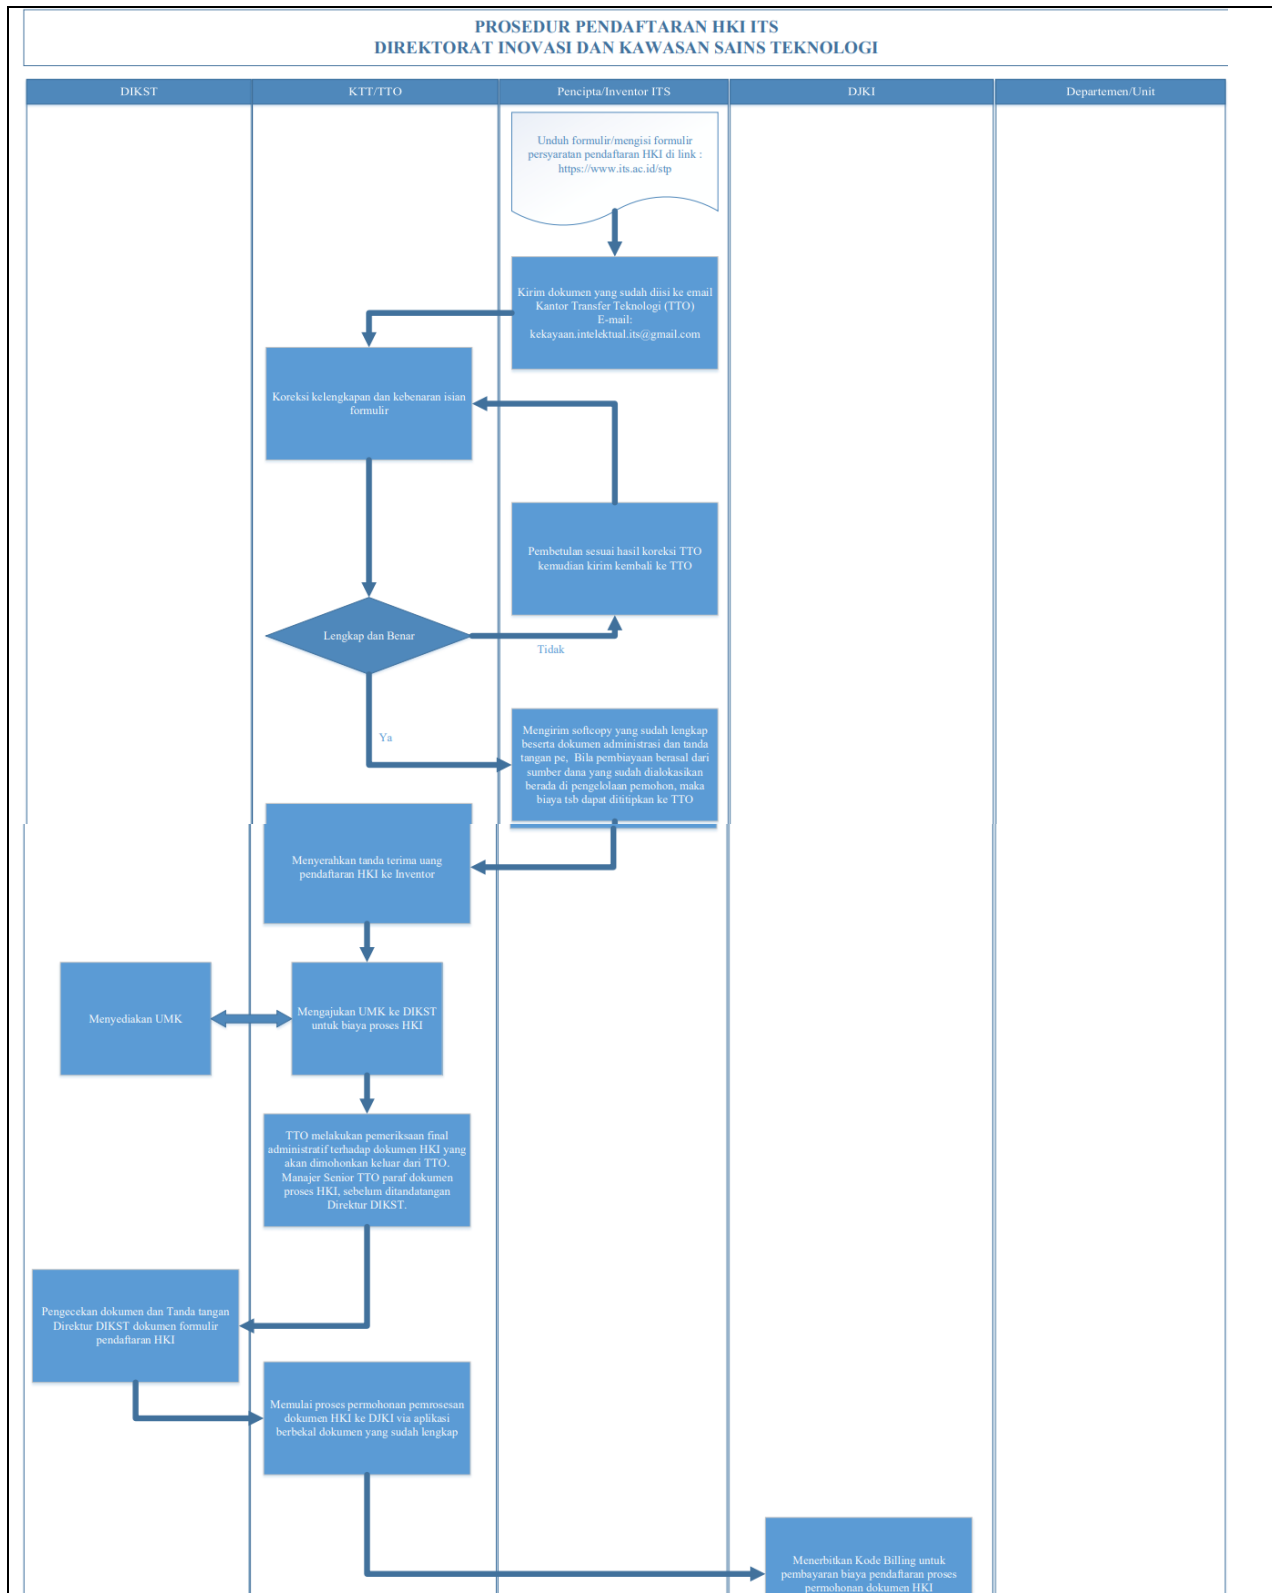 PROSEDUR PENDAFTARAN HKI ITS
DIREKTORAT INOVASI DAN KAWASAN SAINS TEKNOLOGI
DIKST
KTT/TTO
Pencipta/Inventor ITS
DJKI
Departemen/Unit
Unduh formulir/mengisi formulir
persyaratan pendaftaran HKI di link :
https://www.its.ac.id/stp
Kirim dokumen yang sudah diisi ke email
Kantor Transfer Teknologi (TTO)
E-mail:
kekayaan.intelektual.its@gmail.com
Koreksi kelengkapan dan kebenaran isian
formulir
Pembetulan sesuai hasil koreksi TTO
kemudian kirim kembali ke TTO
Lengkap dan Benar
Tidak
Ya
Mengirim softcopy yang sudah lengkap
beserta dokumen administrasi dan tanda
tangan pe, Bila pembiayaan berasal dari
sumber dana yang sudah dialokasikan
berada di pengelolaan pemohon, maka
biaya tsb dapat dititipkan ke TTO
Menyerahkan tanda terima uang
pendaftaran HKI ke Inventor
Menyediakan UMK
Mengajukan UMK ke DIKST
untuk biaya proses HKI
TTO melakukan pemeriksaan final
administratif terhadap dokumen HKI yang
akan dimohonkan keluar dari TTO.
Manajer Senior TTO paraf dokumen
proses HKI, sebelum ditandatangan
Direktur DIKST.
Pengecekan dokumen dan Tanda tangan
Direktur DIKST dokumen formulir
pendaftaran HKI
Memulai proses permohonan pemrosesan
dokumen HKI ke DJKI via aplikasi
berbekal dokumen yang sudah lengkap
Menerbitkan Kode Billing untuk
pembayaran biaya pendaftaran proses
permohonan dokumen HKI